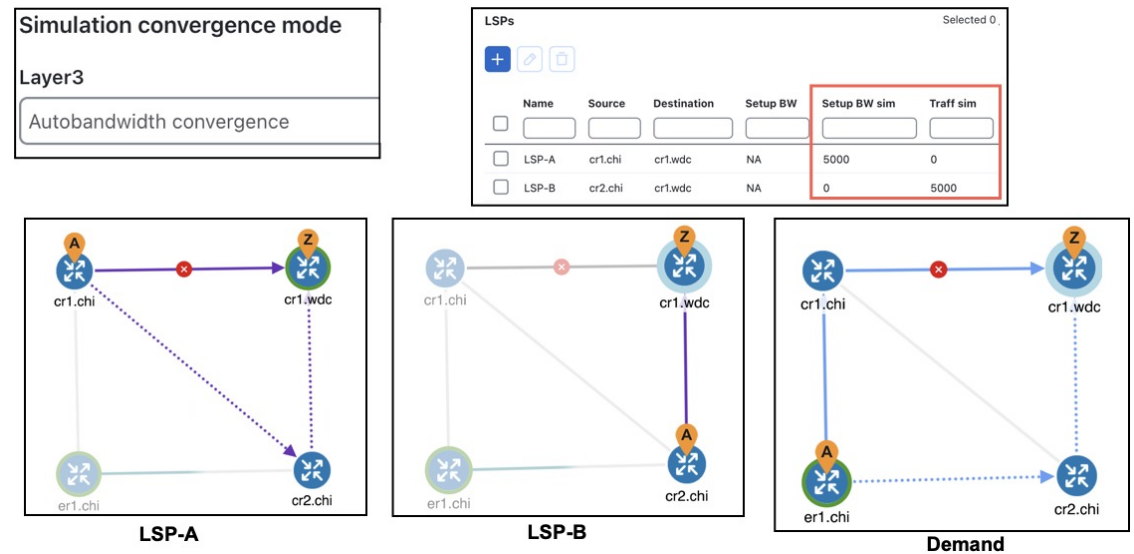 Simulation convergence mode
Layer3
Autobandwidth convergence
LSPs
Selected 0
Name Source Destination Setup BW Setup BW sim Traff sim
LSP-A cr1.chi cr1.wdc NA 5000 0
LSP-B cr2.chi cr1.wdc NA 0 5000
A
Z
cr1.chi
cr1.wdc
er1.chi
cr2.chi
LSP-A
Z
cr1.chi
cr1.wdc
A
er1.chi
cr2.chi
LSP-B
Z
cr1.chi
cr1.wdc
A
er1.chi
cr2.chi
Demand